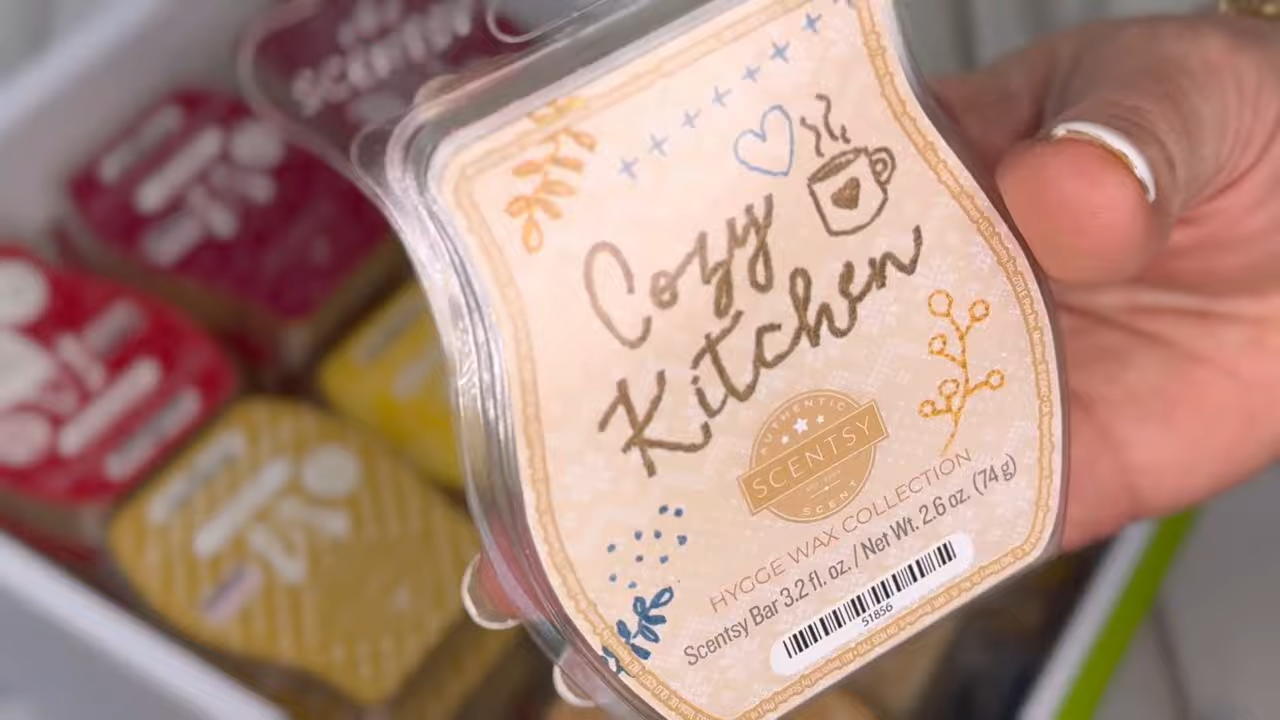 SCENTSY
Cozy
Kitchen
AUTHENTIC
SCENTSY
SCENT
HYGGE WAX COLLECTION
Scentsy Bar 3.2 fl. oz. / Net Wt. 2.6 oz. (74 g)
51856